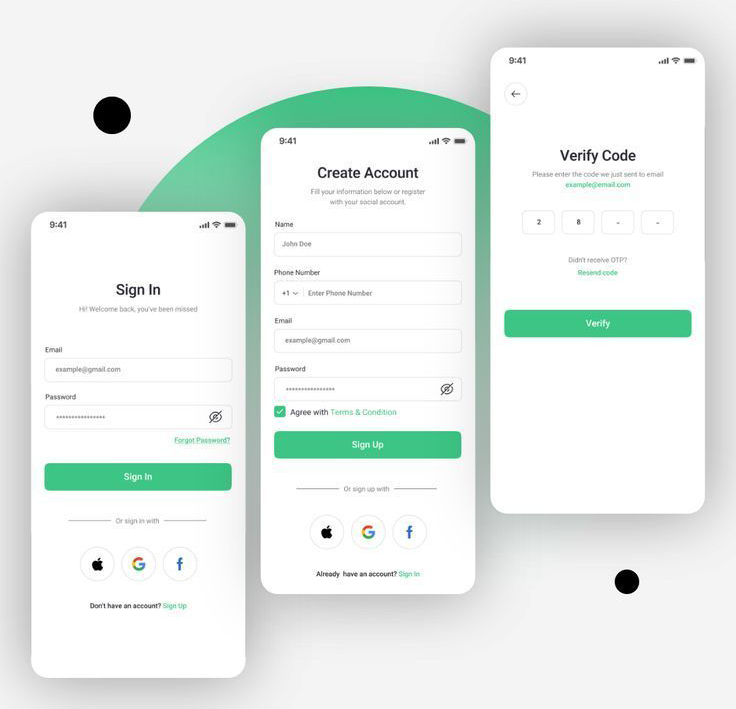 9:41
Sign In
Hi! Welcome back, you've been missed
Email
example@gmail.com
Password
****************
Forgot Password?
Sign In
Or sign in with
Don't have an account? Sign Up
9:41
Create Account
Fill your information below or register
with your social account.
Name
John Doe
Phone Number
+1
Enter Phone Number
Email
example@gmail.com
Password
****************
Agree with Terms & Condition
Sign Up
Or sign up with
Already have an account? Sign In
9:41
Verify Code
Please enter the code we just sent to email
example@email.com
2 8 - -
Didn't receive OTP?
Resend code
Verify